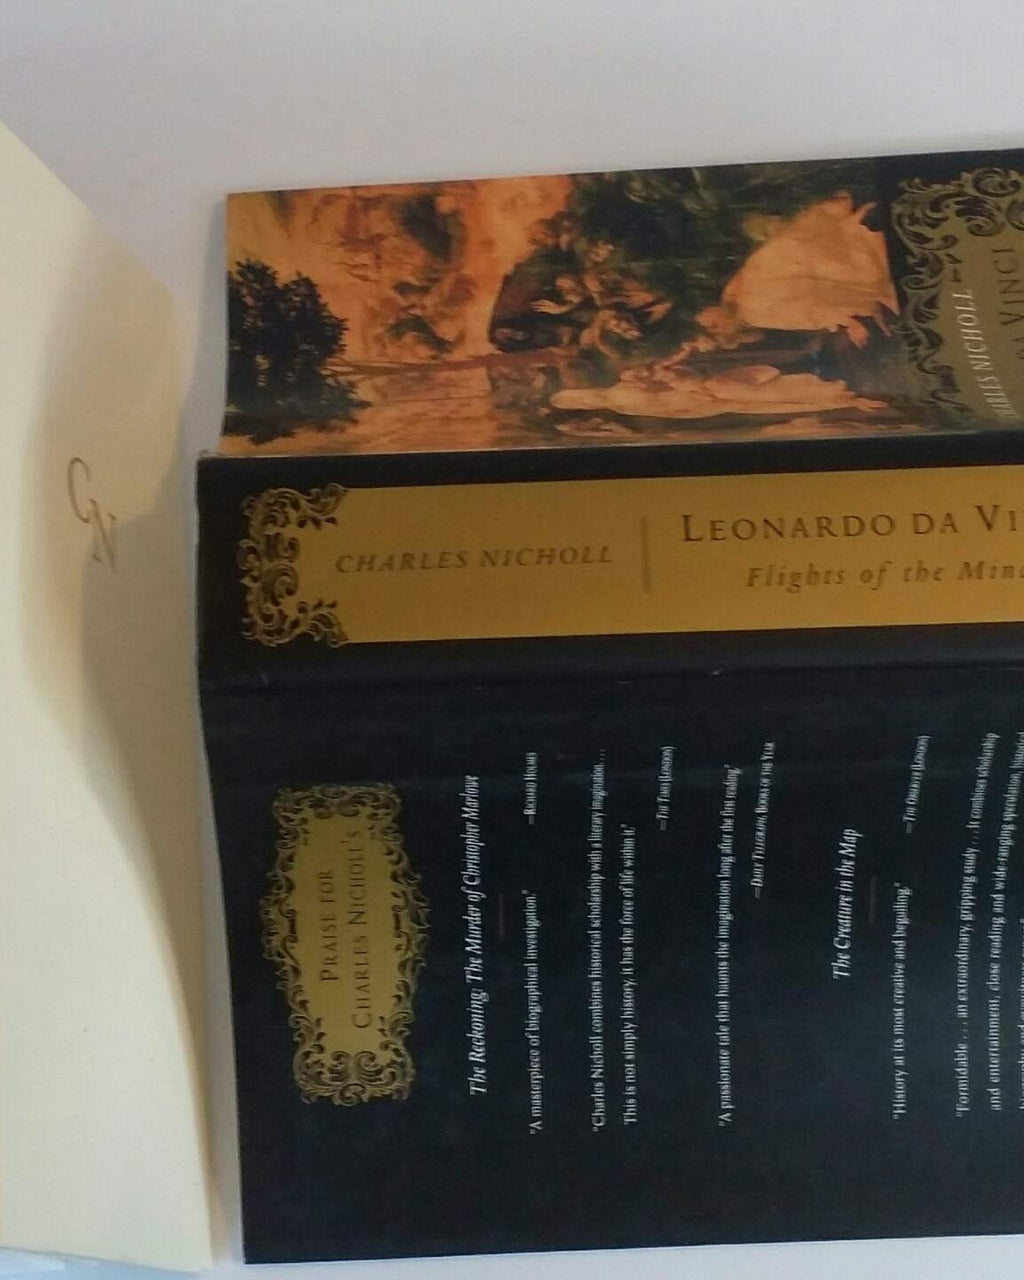 CN
CHARLES NICHOLL
DA VINCI
CHARLES NICHOLL
LEONARDO DA VI
Flights of the Mind
PRAISE FOR
CHARLES NICHOLL'S
The Reckoning: The Murder of Christopher Marlowe
"A masterpiece of biographical investigation."
—RICHARD HOLMES
"Charles Nicholl combines historical scholarship with a literary imagination. . . .
This is not simply history, it has the force of life within it."
—THE TIMES (LONDON)
"A passionate tale that haunts the imagination long after the first reading."
—DAILY TELEGRAPH, BOOKS OF THE YEAR
The Creature in the Map
"History at its most creative and beguiling."
—THE OBSERVER (LONDON)
"Formidable . . . an extraordinary, gripping study . . . It combines scholarship
and entertainment, close reading and wide-ranging speculation, historical